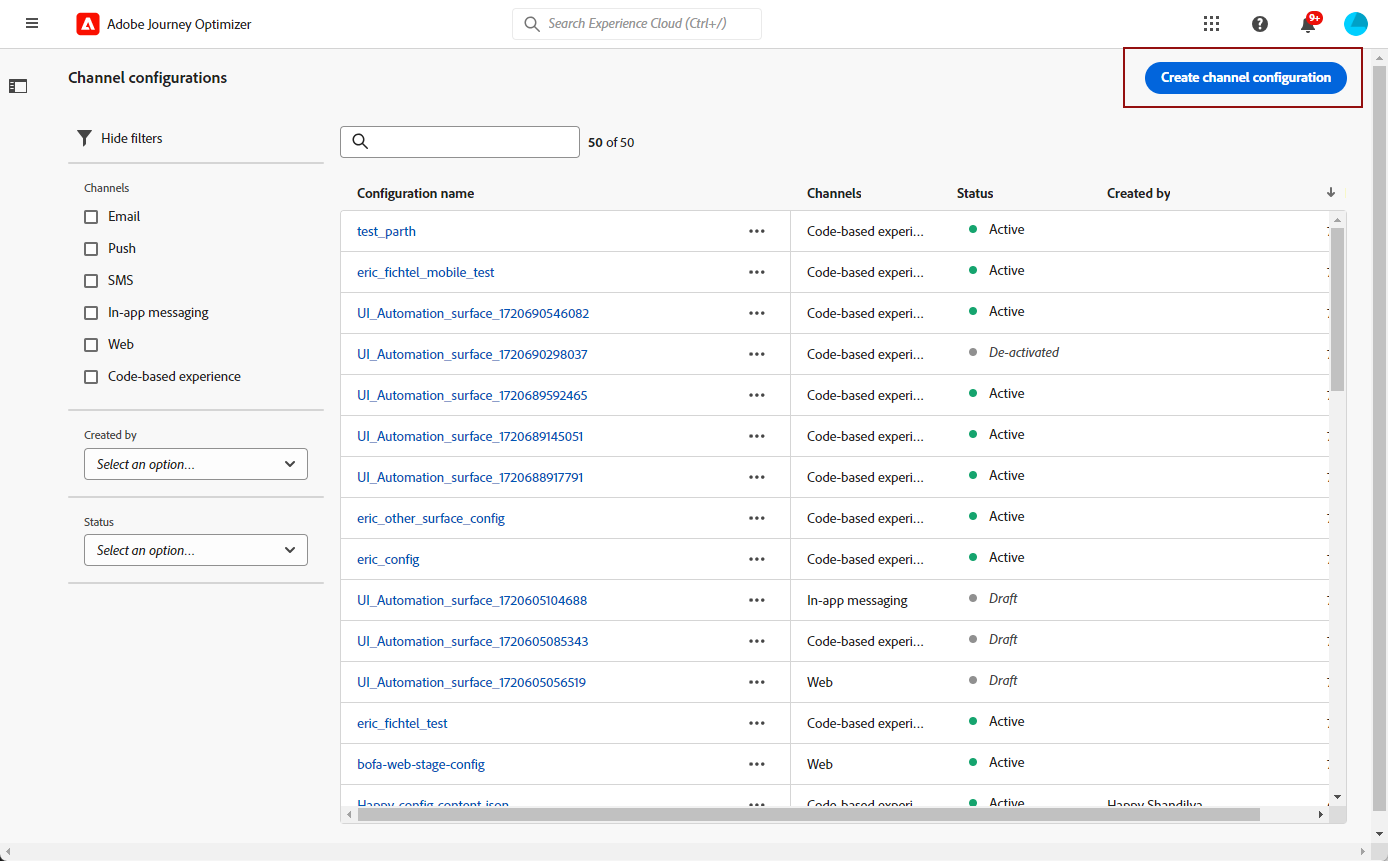 Adobe Journey Optimizer
Search Experience Cloud (Ctrl+/)
9+
Channel configurations
Create channel configuration
Hide filters
50 of 50
Channels
Email
Push
SMS
In-app messaging
Web
Code-based experience
Created by
Select an option...
Status
Select an option...
Configuration name Channels Status Created by
test_parth Code-based experi... Active
eric_fichtel_mobile_test Code-based experi... Active
UI_Automation_surface_1720690546082 Code-based experi... Active
UI_Automation_surface_1720690298037 Code-based experi... De-activated
UI_Automation_surface_1720689592465 Code-based experi... Active
UI_Automation_surface_1720689145051 Code-based experi... Active
UI_Automation_surface_1720688917791 Code-based experi... Active
eric_other_surface_config Code-based experi... Active
eric_config Code-based experi... Active
UI_Automation_surface_1720605104688 In-app messaging Draft
UI_Automation_surface_1720605085343 Code-based experi... Draft
UI_Automation_surface_1720605056519 Web Draft
eric_fichtel_test Code-based experi... Active
bofa-web-stage-config Web Active
Happy-config-content-json Code-based experi... Active Happy Shandilya